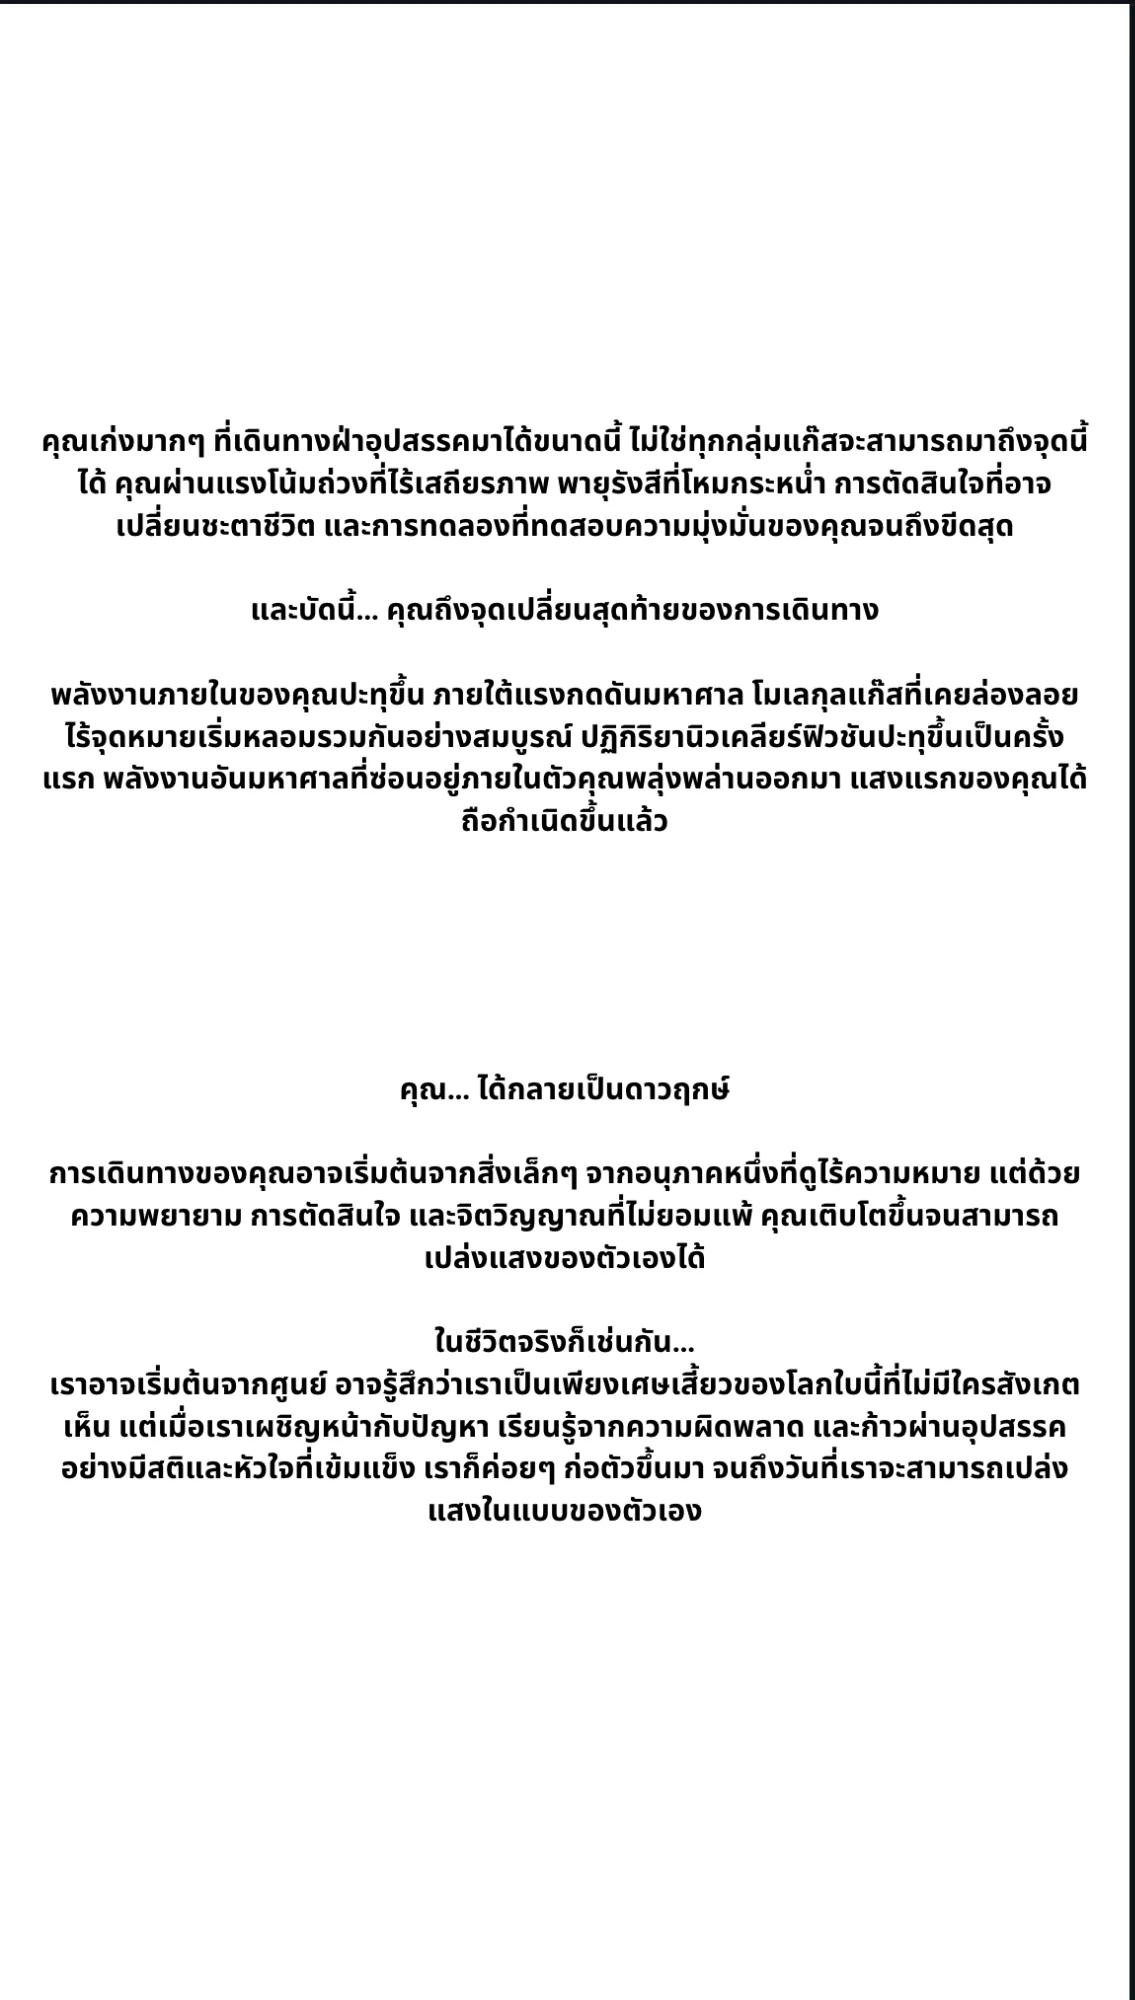 คุณเก่งมากๆ ที่เดินทางฝ่าอุปสรรคมาได้ขนาดนี้ ไม่ใช่ทุกกลุ่มแก๊สจะสามารถมาถึงจุดนี้
ได้ คุณผ่านแรงโน้มถ่วงที่ไร้เสถียรภาพ พายุรังสีที่โหมกระหน่ำ การตัดสินใจที่อาจ
เปลี่ยนชะตาชีวิต และการทดลองที่ทดสอบความมุ่งมั่นของคุณจนถึงขีดสุด
และบัดนี้... คุณถึงจุดเปลี่ยนสุดท้ายของการเดินทาง
พลังงานภายในของคุณปะทุขึ้น ภายใต้แรงกดดันมหาศาล โมเลกุลแก๊สที่เคยล่องลอย
ไร้จุดหมายเริ่มหลอมรวมกันอย่างสมบูรณ์ ปฏิกิริยานิวเคลียร์ฟิวชันปะทุขึ้นเป็นครั้ง
แรก พลังงานอันมหาศาลที่ซ่อนอยู่ภายในตัวคุณพลุ่งพล่านออกมา แสงแรกของคุณได้
ถือกำเนิดขึ้นแล้ว
คุณ... ได้กลายเป็นดาวฤกษ์
การเดินทางของคุณอาจเริ่มต้นจากสิ่งเล็กๆ จากอนุภาคหนึ่งที่ดูไร้ความหมาย แต่ด้วย
ความพยายาม การตัดสินใจ และจิตวิญญาณที่ไม่ยอมแพ้ คุณเติบโตขึ้นจนสามารถ
เปล่งแสงของตัวเองได้
ในชีวิตจริงก็เช่นกัน...
เราอาจเริ่มต้นจากศูนย์ อาจรู้สึกว่าเราเป็นเพียงเศษเสี้ยวของโลกใบนี้ที่ไม่มีใครสังเกต
เห็น แต่เมื่อเราเผชิญหน้ากับปัญหา เรียนรู้จากความผิดพลาด และก้าวผ่านอุปสรรค
อย่างมีสติและหัวใจที่เข้มแข็ง เราก็ค่อยๆ ก่อตัวขึ้นมา จนถึงวันที่เราจะสามารถเปล่ง
แสงในแบบของตัวเอง